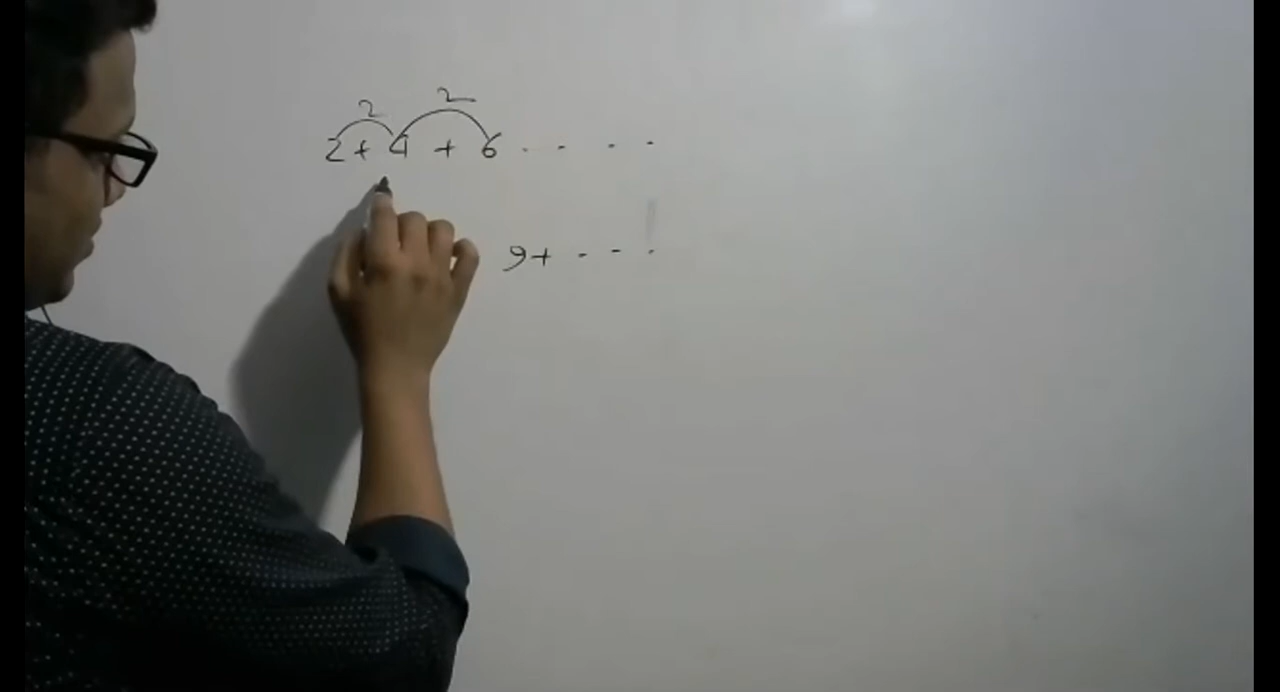 2 2
2 + 4 + 6 . . . .
9 + . . .